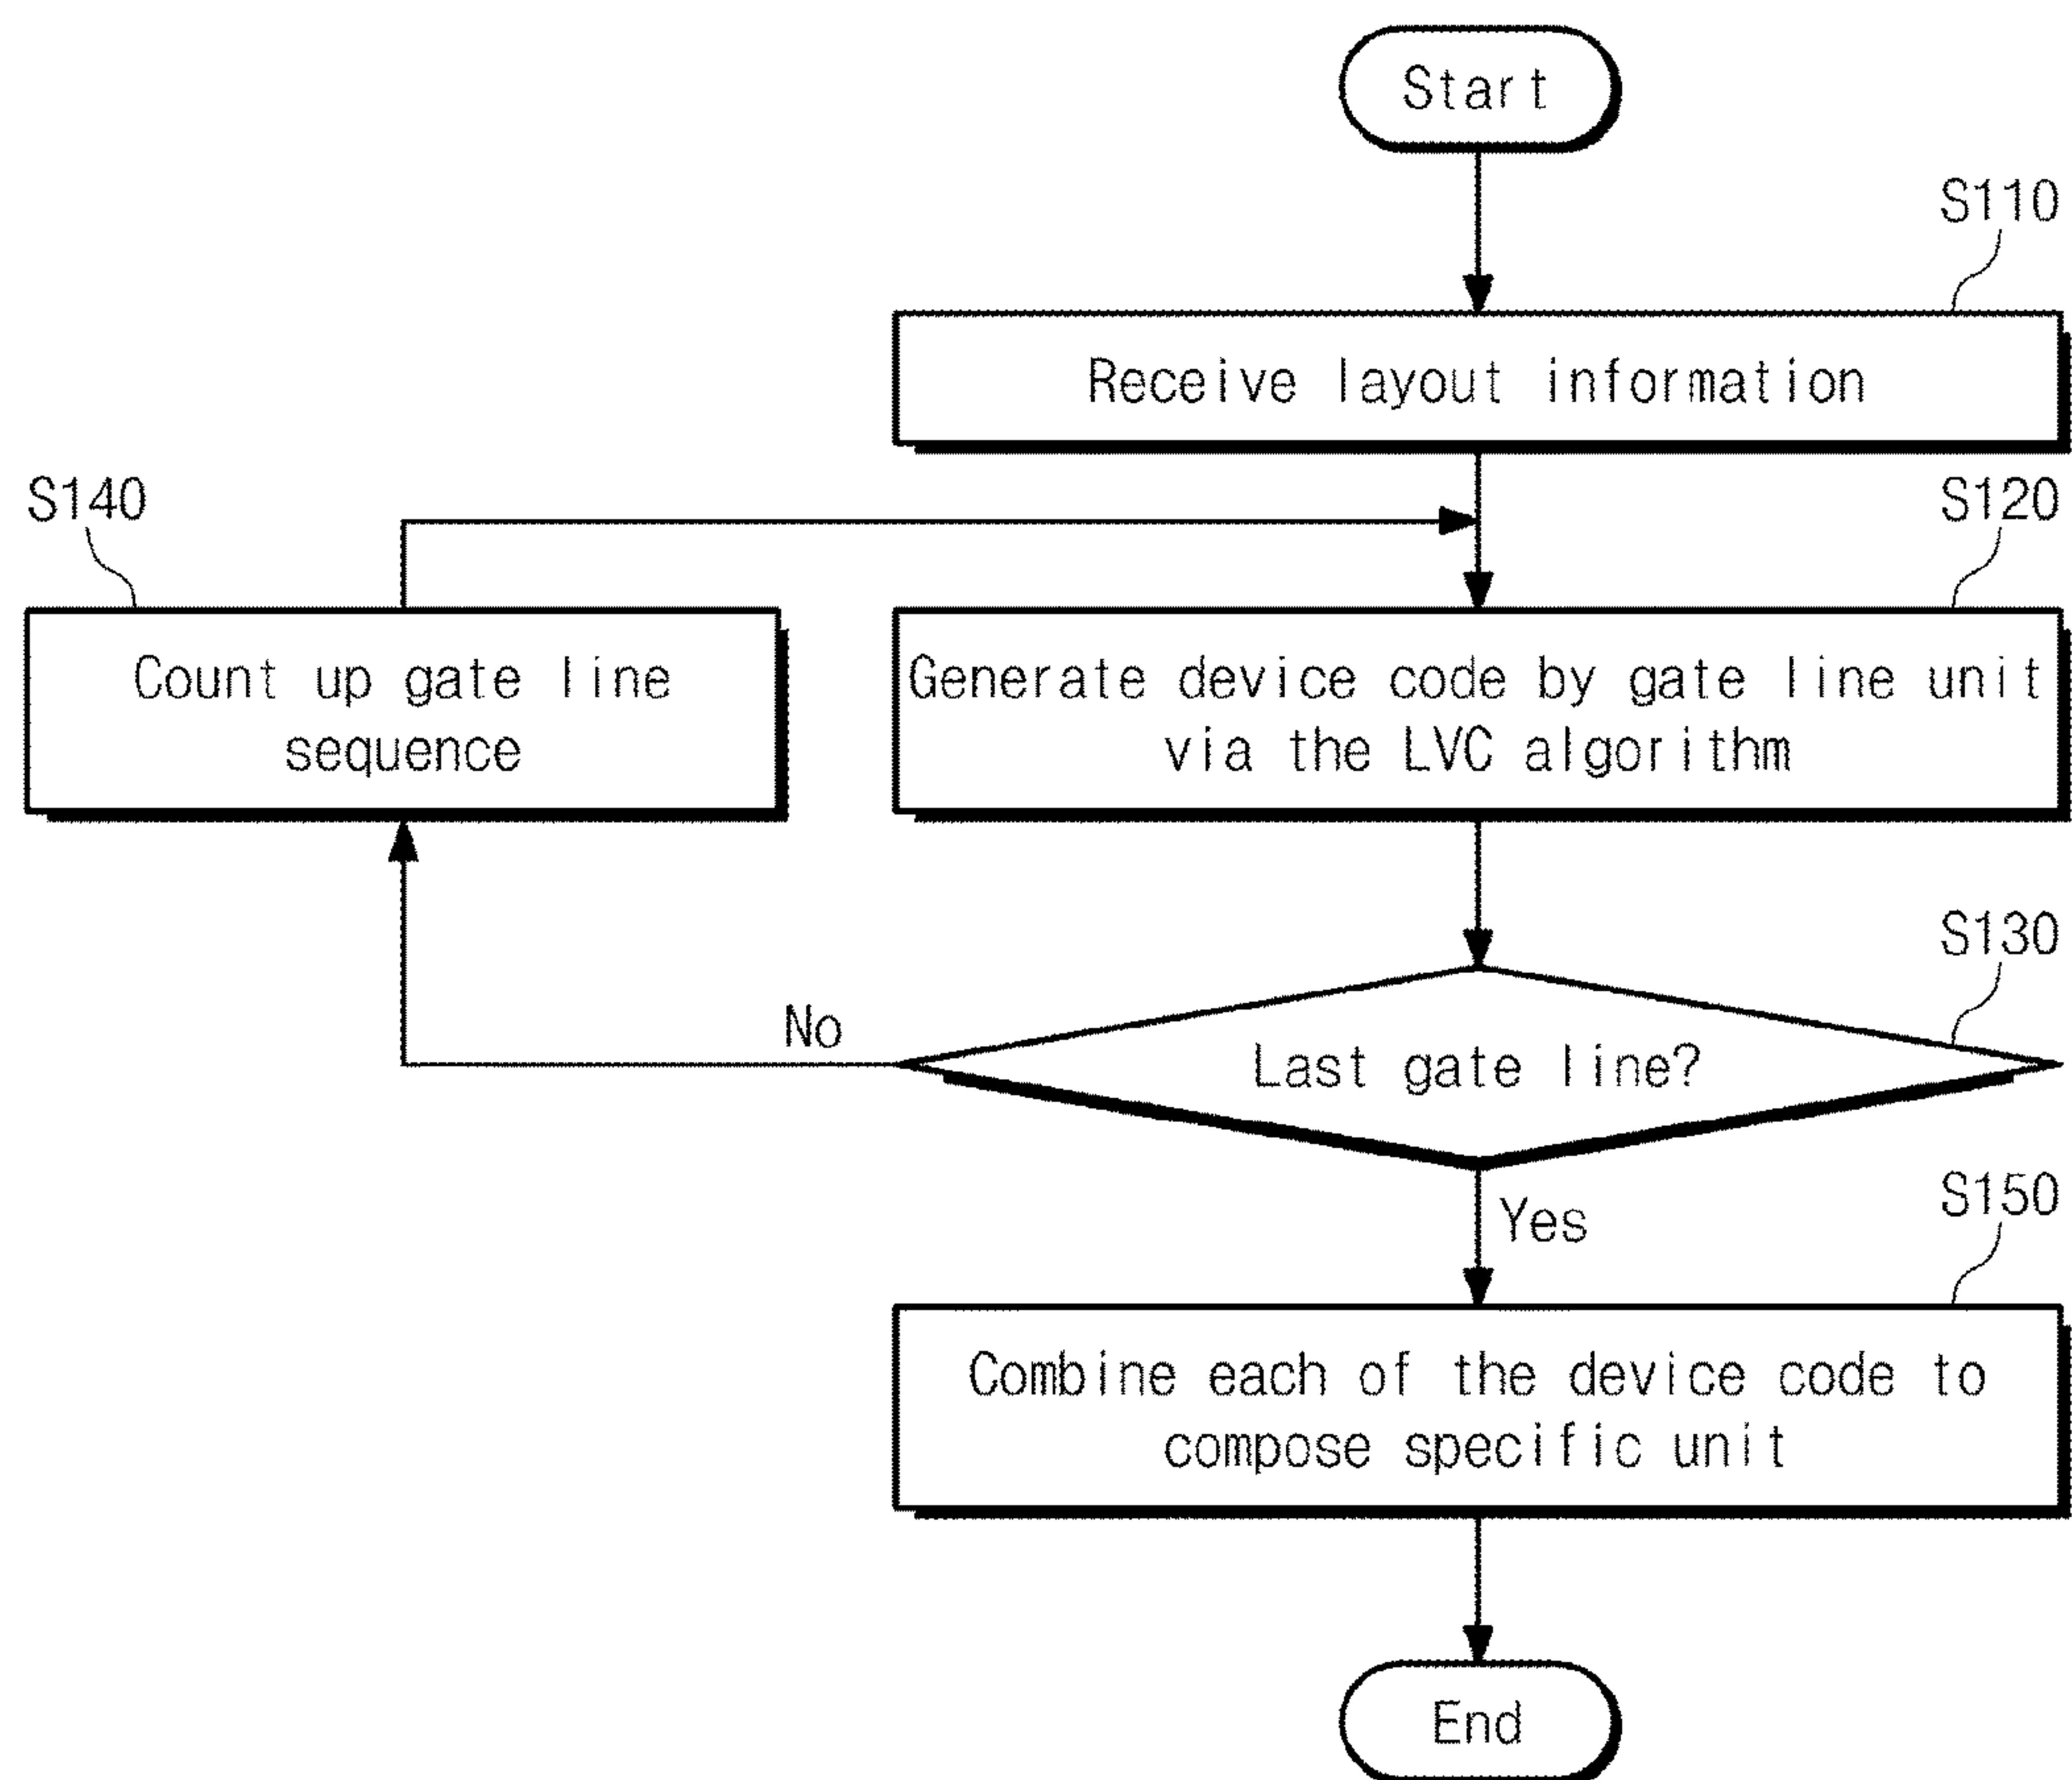 Start
S110
Receive layout information
S140
S120
Count up gate line
sequence
Generate device code by gate line unit
via the LVC algorithm
S130
No
Last gate line?
Yes
S150
Combine each of the device code to
compose specific unit
End